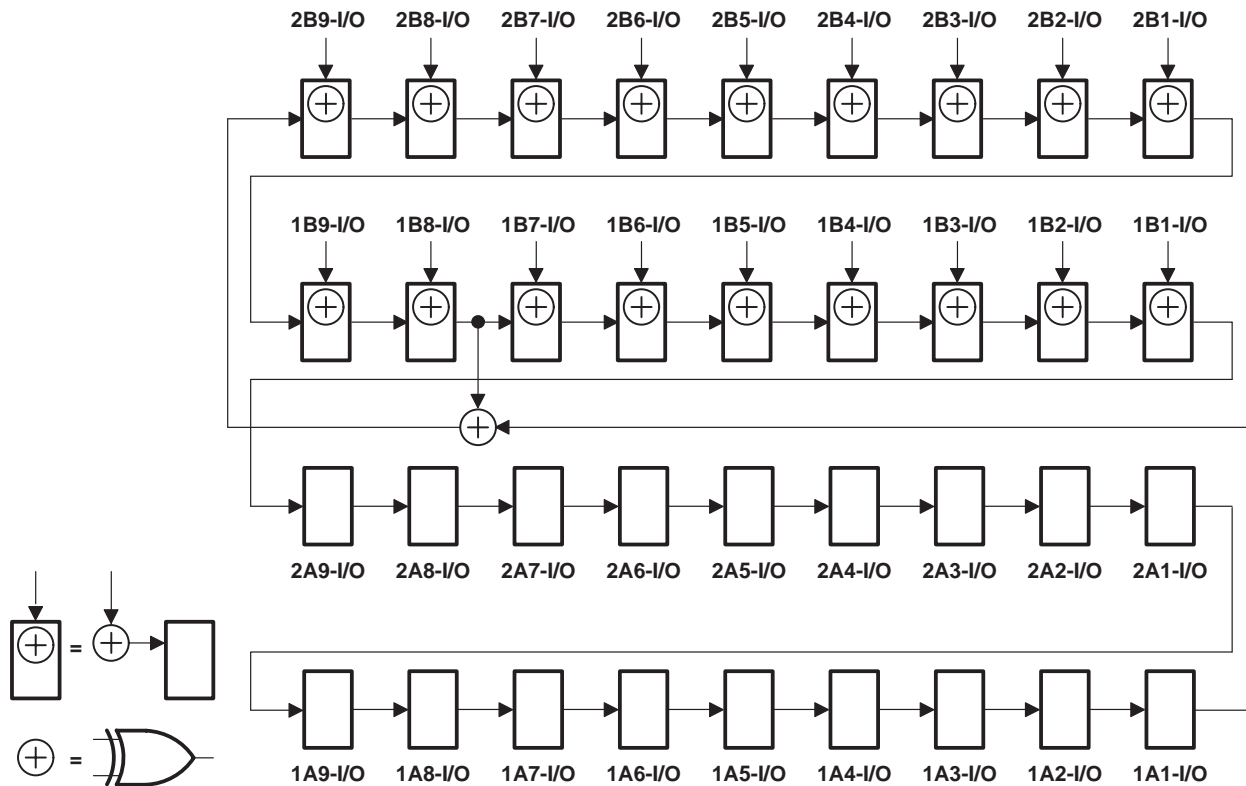 2B9-I/O 2B8-I/O 2B7-I/O 2B6-I/O 2B5-I/O 2B4-I/O 2B3-I/O 2B2-I/O 2B1-I/O
1B9-I/O 1B8-I/O 1B7-I/O 1B6-I/O 1B5-I/O 1B4-I/O 1B3-I/O 1B2-I/O 1B1-I/O
2A9-I/O 2A8-I/O 2A7-I/O 2A6-I/O 2A5-I/O 2A4-I/O 2A3-I/O 2A2-I/O 2A1-I/O
=
=
1A9-I/O 1A8-I/O 1A7-I/O 1A6-I/O 1A5-I/O 1A4-I/O 1A3-I/O 1A2-I/O 1A1-I/O